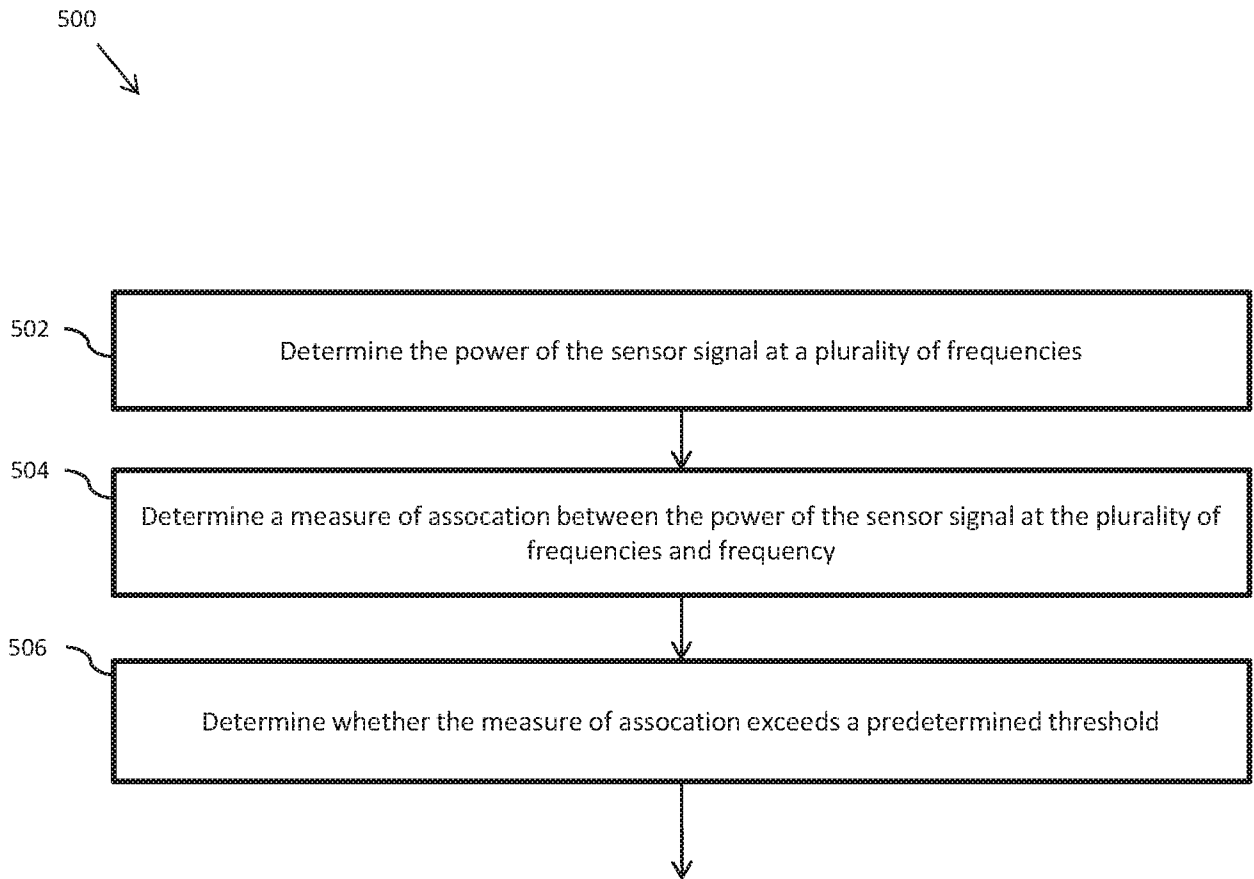 500
502
Determine the power of the sensor signal at a plurality of frequencies
504
Determine a measure of assocation between the power of the sensor signal at the plurality of
frequencies and frequency
506
Determine whether the measure of assocation exceeds a predetermined threshold